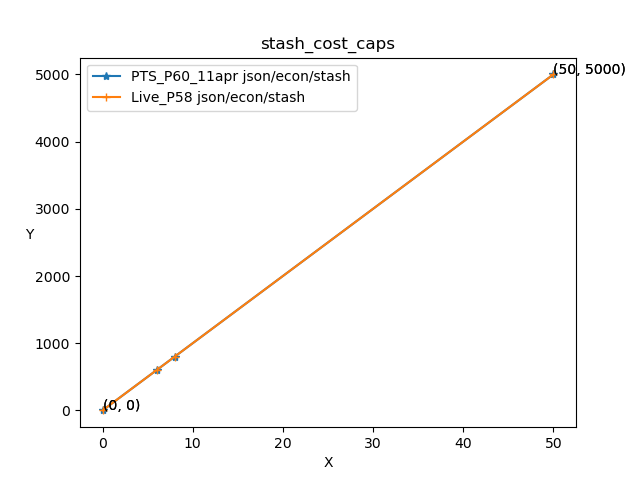 stash_cost_caps
PTS_P60_11apr json/econ/stash
Live_P58 json/econ/stash
(50, 5000)
5000
4000
3000
Y
2000
1000
0
(0, 0)
0 10 20 30 40 50
X